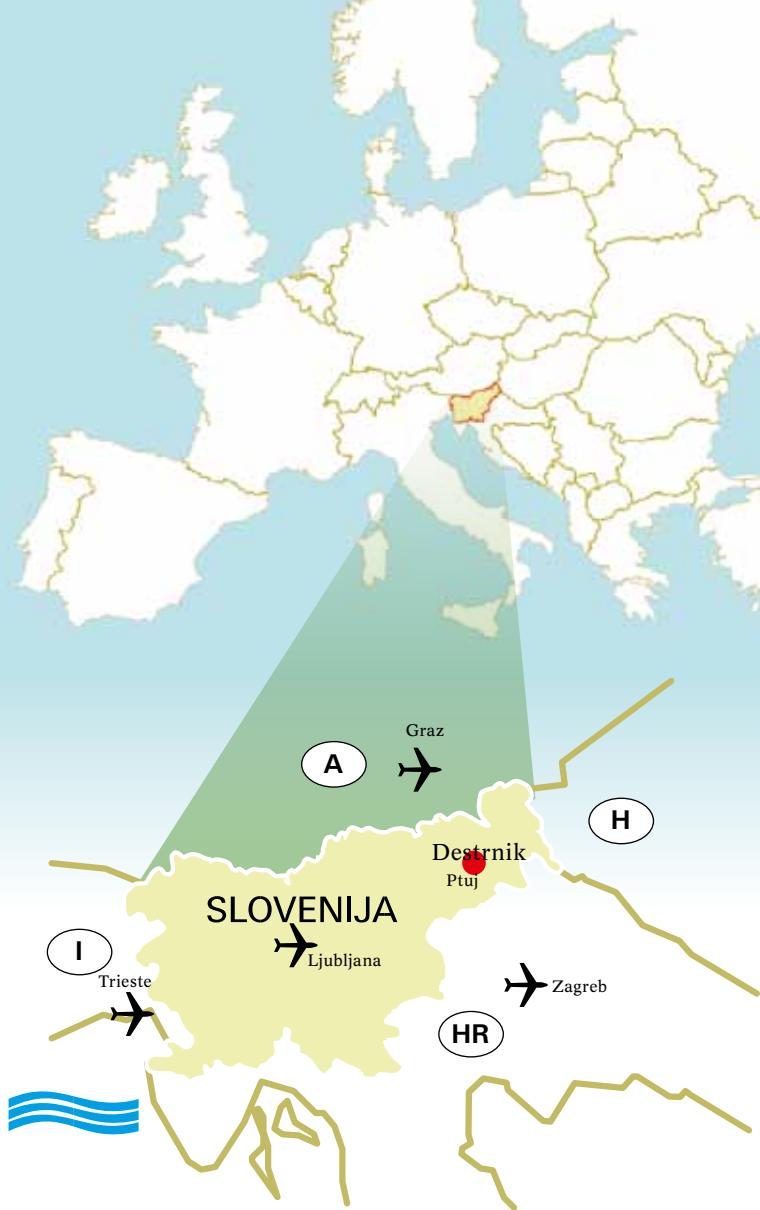 Graz
A
H
Destrnik
Ptuj
SLOVENIJA
I
Ljubljana
Trieste
Zagreb
HR